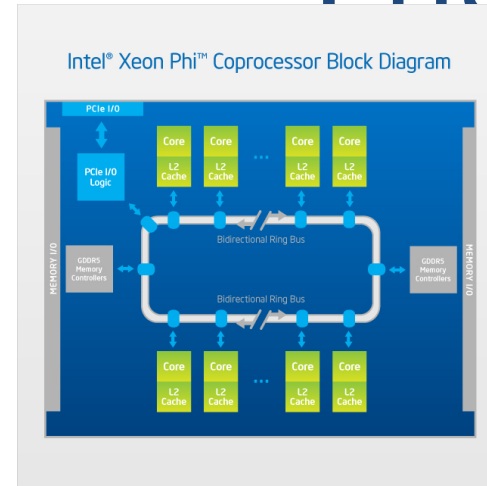 Intel® Xeon Phi™ Coprocessor Block Diagram
PCIe I/O
PCIe I/O
Logic
Core
L2
Cache
Core
L2
Cache
...
Core
L2
Cache
Core
L2
Cache
Bidirectional Ring Bus
MEMORY I/O
GDDR5
Memory
Controllers
GDDR5
Memory
Controllers
MEMORY I/O
Bidirectional Ring Bus
Core
L2
Cache
Core
L2
Cache
...
Core
L2
Cache
Core
L2
Cache